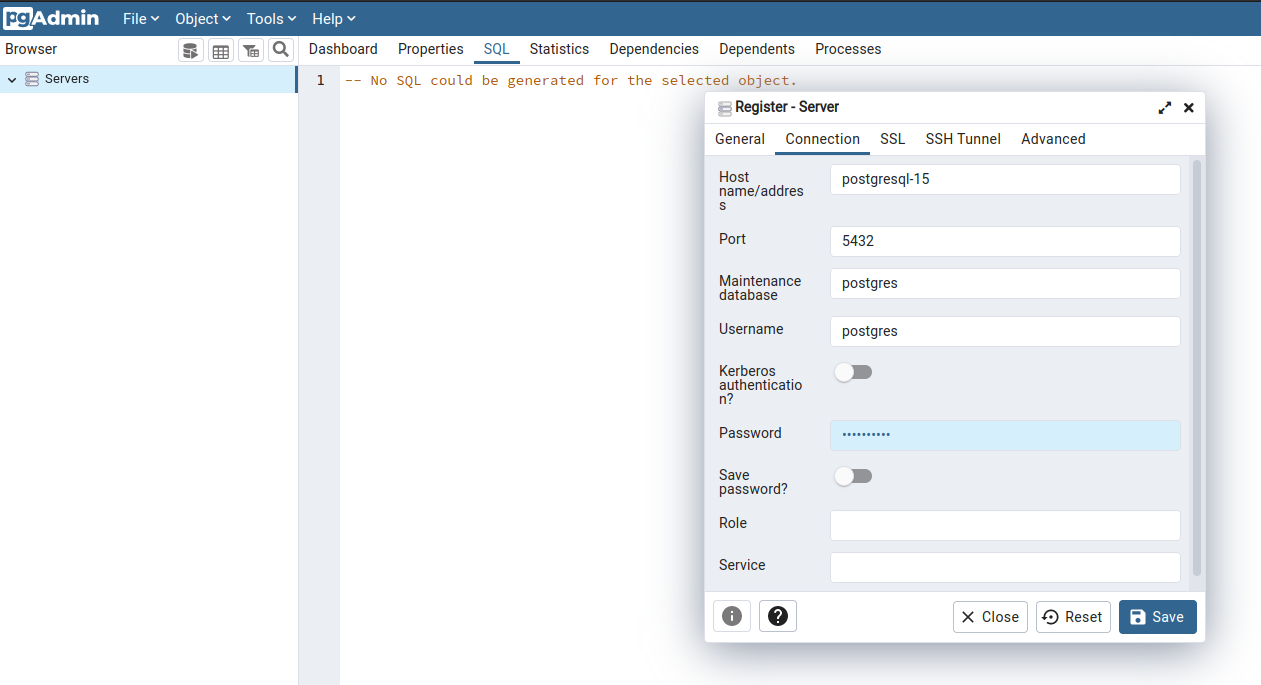 pgAdmin File Object Tools Help
Browser
Dashboard Properties SQL Statistics Dependencies Dependents Processes
Servers
1 -- No SQL could be generated for the selected object.
Register - Server
General Connection SSL SSH Tunnel Advanced
Host
name/addres
s
postgresql-15
Port
5432
Maintenance
database
postgres
Username
postgres
Kerberos
authenticatio
n?
Password
••••••••••
Save
password?
Role
Service
Close Reset Save